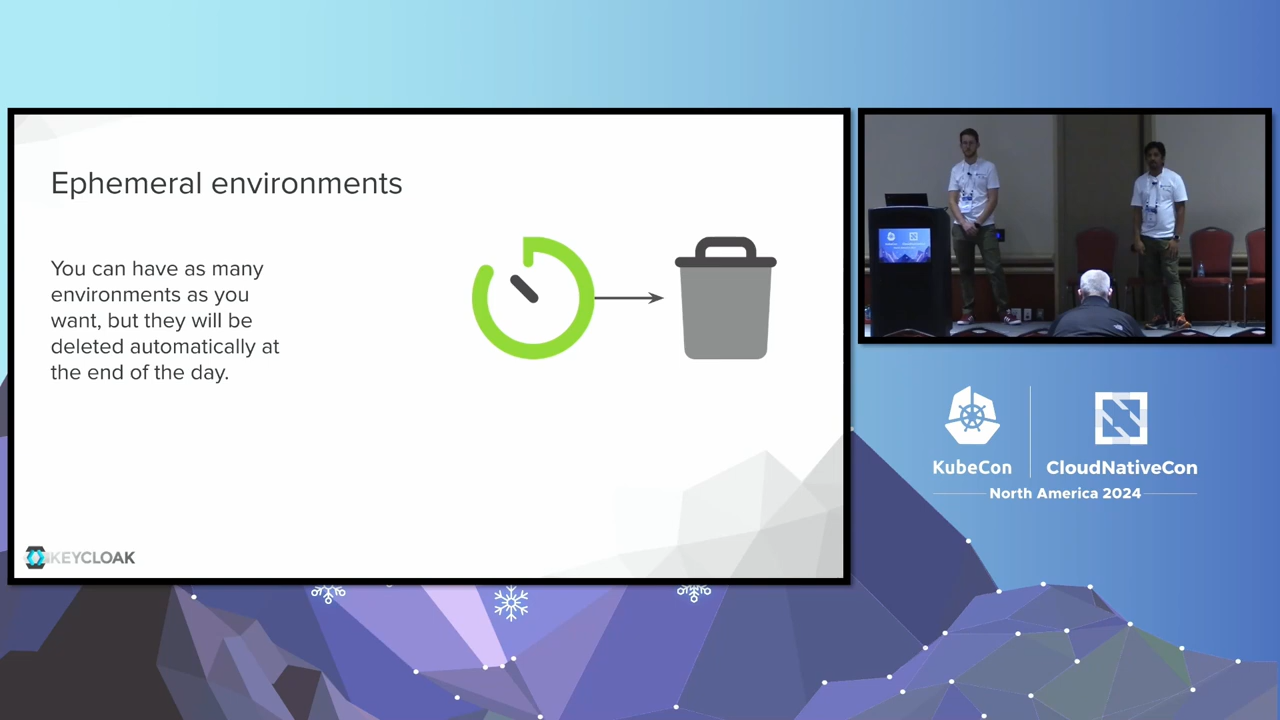 Ephemeral environments
You can have as many
environments as you
want, but they will be
deleted automatically at
the end of the day.
KEYCLOAK
KubeCon
CloudNativeCon
North America 2024